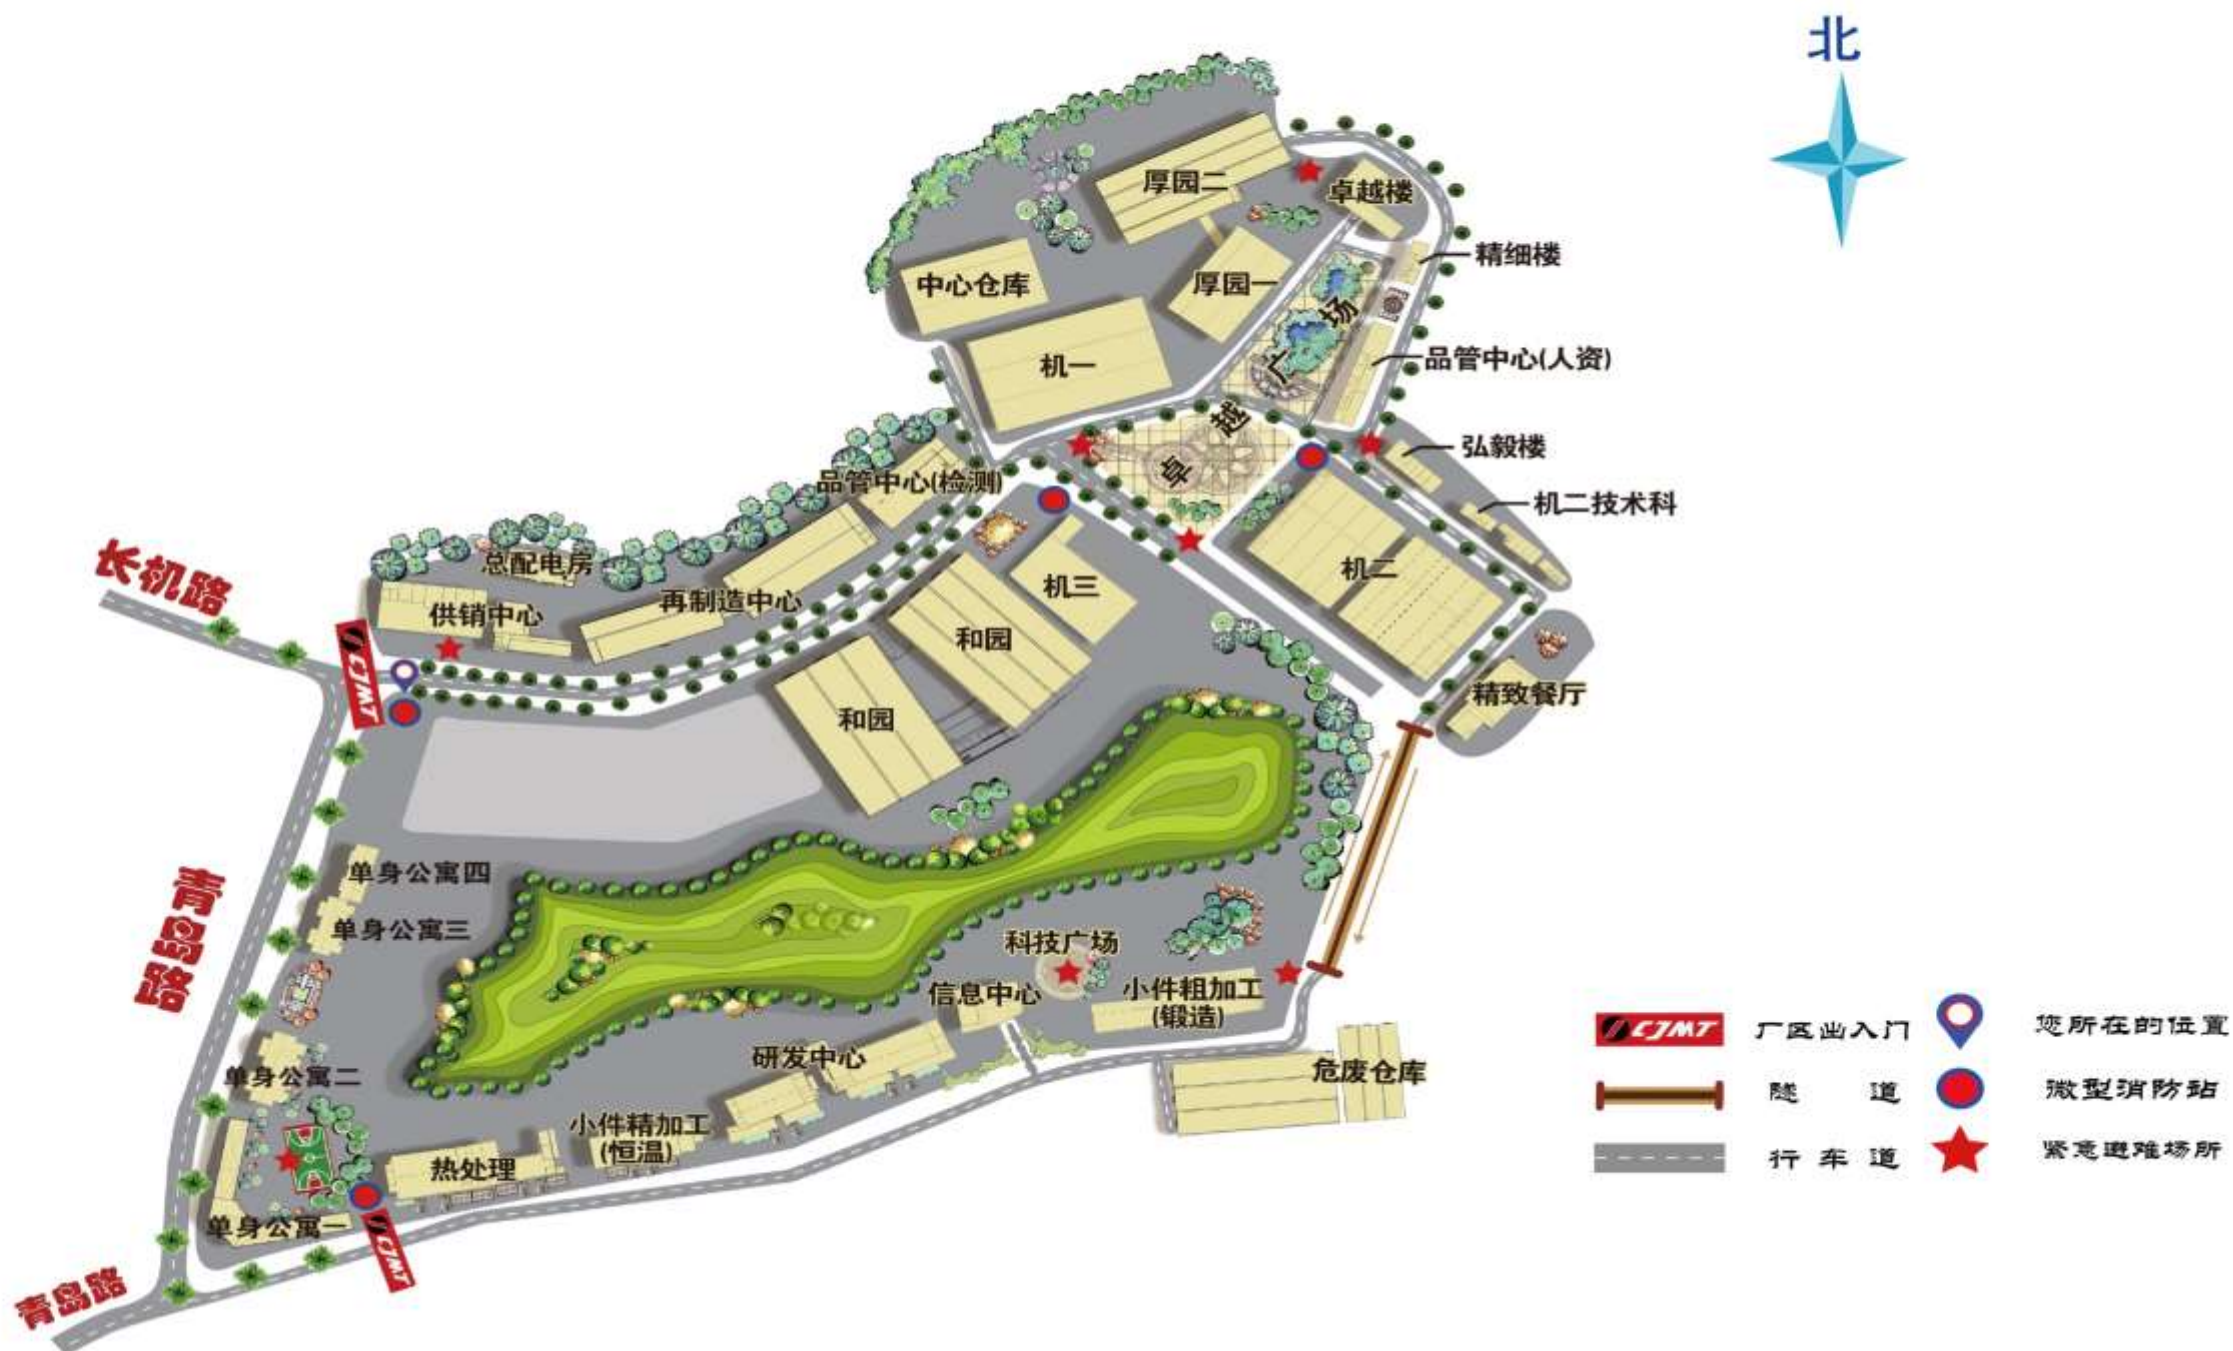 北
厚园二
卓越楼
精细楼
中心仓库
厚园一
机一
品管中心(人资)
卓越广场
弘毅楼
品管中心(检测)
机二技术科
总配电房
长机路
供销中心
再制造中心
机三
机二
和园
CJMT
和园
精致餐厅
单身公寓四
青岛路
单身公寓三
科技广场
信息中心
小件粗加工
(锻造)
研发中心
危废仓库
单身公寓二
小件精加工
(恒温)
热处理
单身公寓一
CJMT
青岛路
CJMT
厂区出入门
您所在的位置
隧 道
微型消防站
行 车 道
紧急避难场所